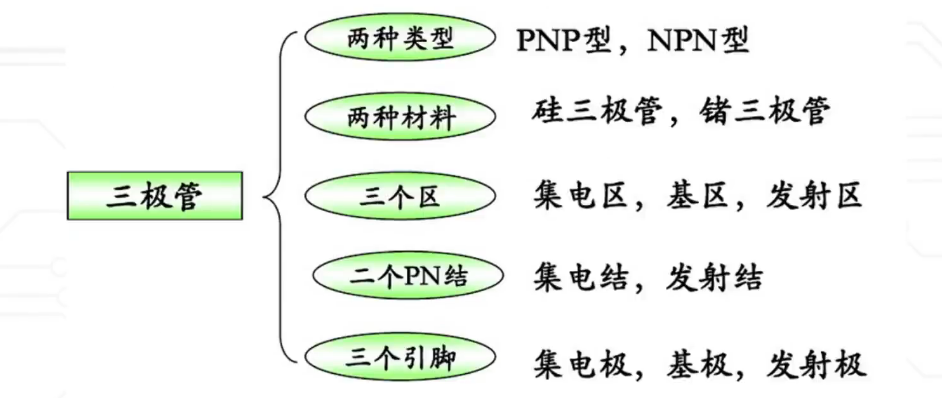 两种类型 PNP型，NPN型
两种材料 硅三极管，锗三极管
三极管 三个区 集电区，基区，发射区
二个PN结 集电结，发射结
三个引脚 集电极，基极，发射极